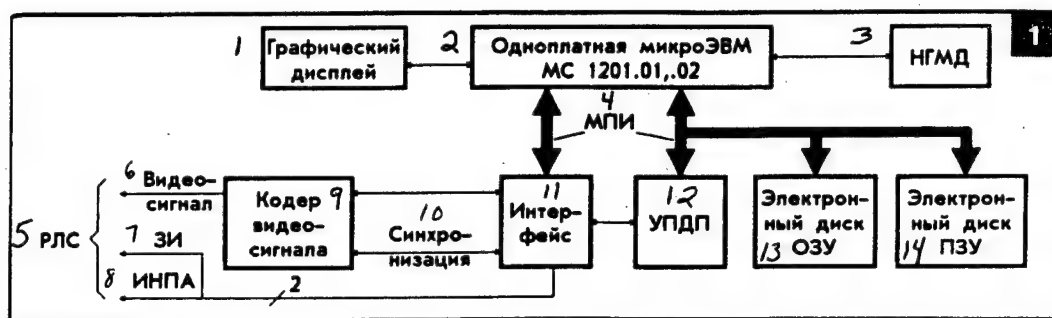 1
1 Графический
дисплей
2 Одноплатная микроЭВМ
МС 1201.01,.02
3 НГМД
4
МПИ
5 РЛС
6 Видео-
сигнал
7 ЗИ
8 ИНПА
2
Кодер 9
видео-
сигнала
10
Синхро-
низация
11
Интер-
фейс
12
УПДП
Электрон-
ный диск
13 ОЗУ
Электрон-
ный диск
14 ПЗУ